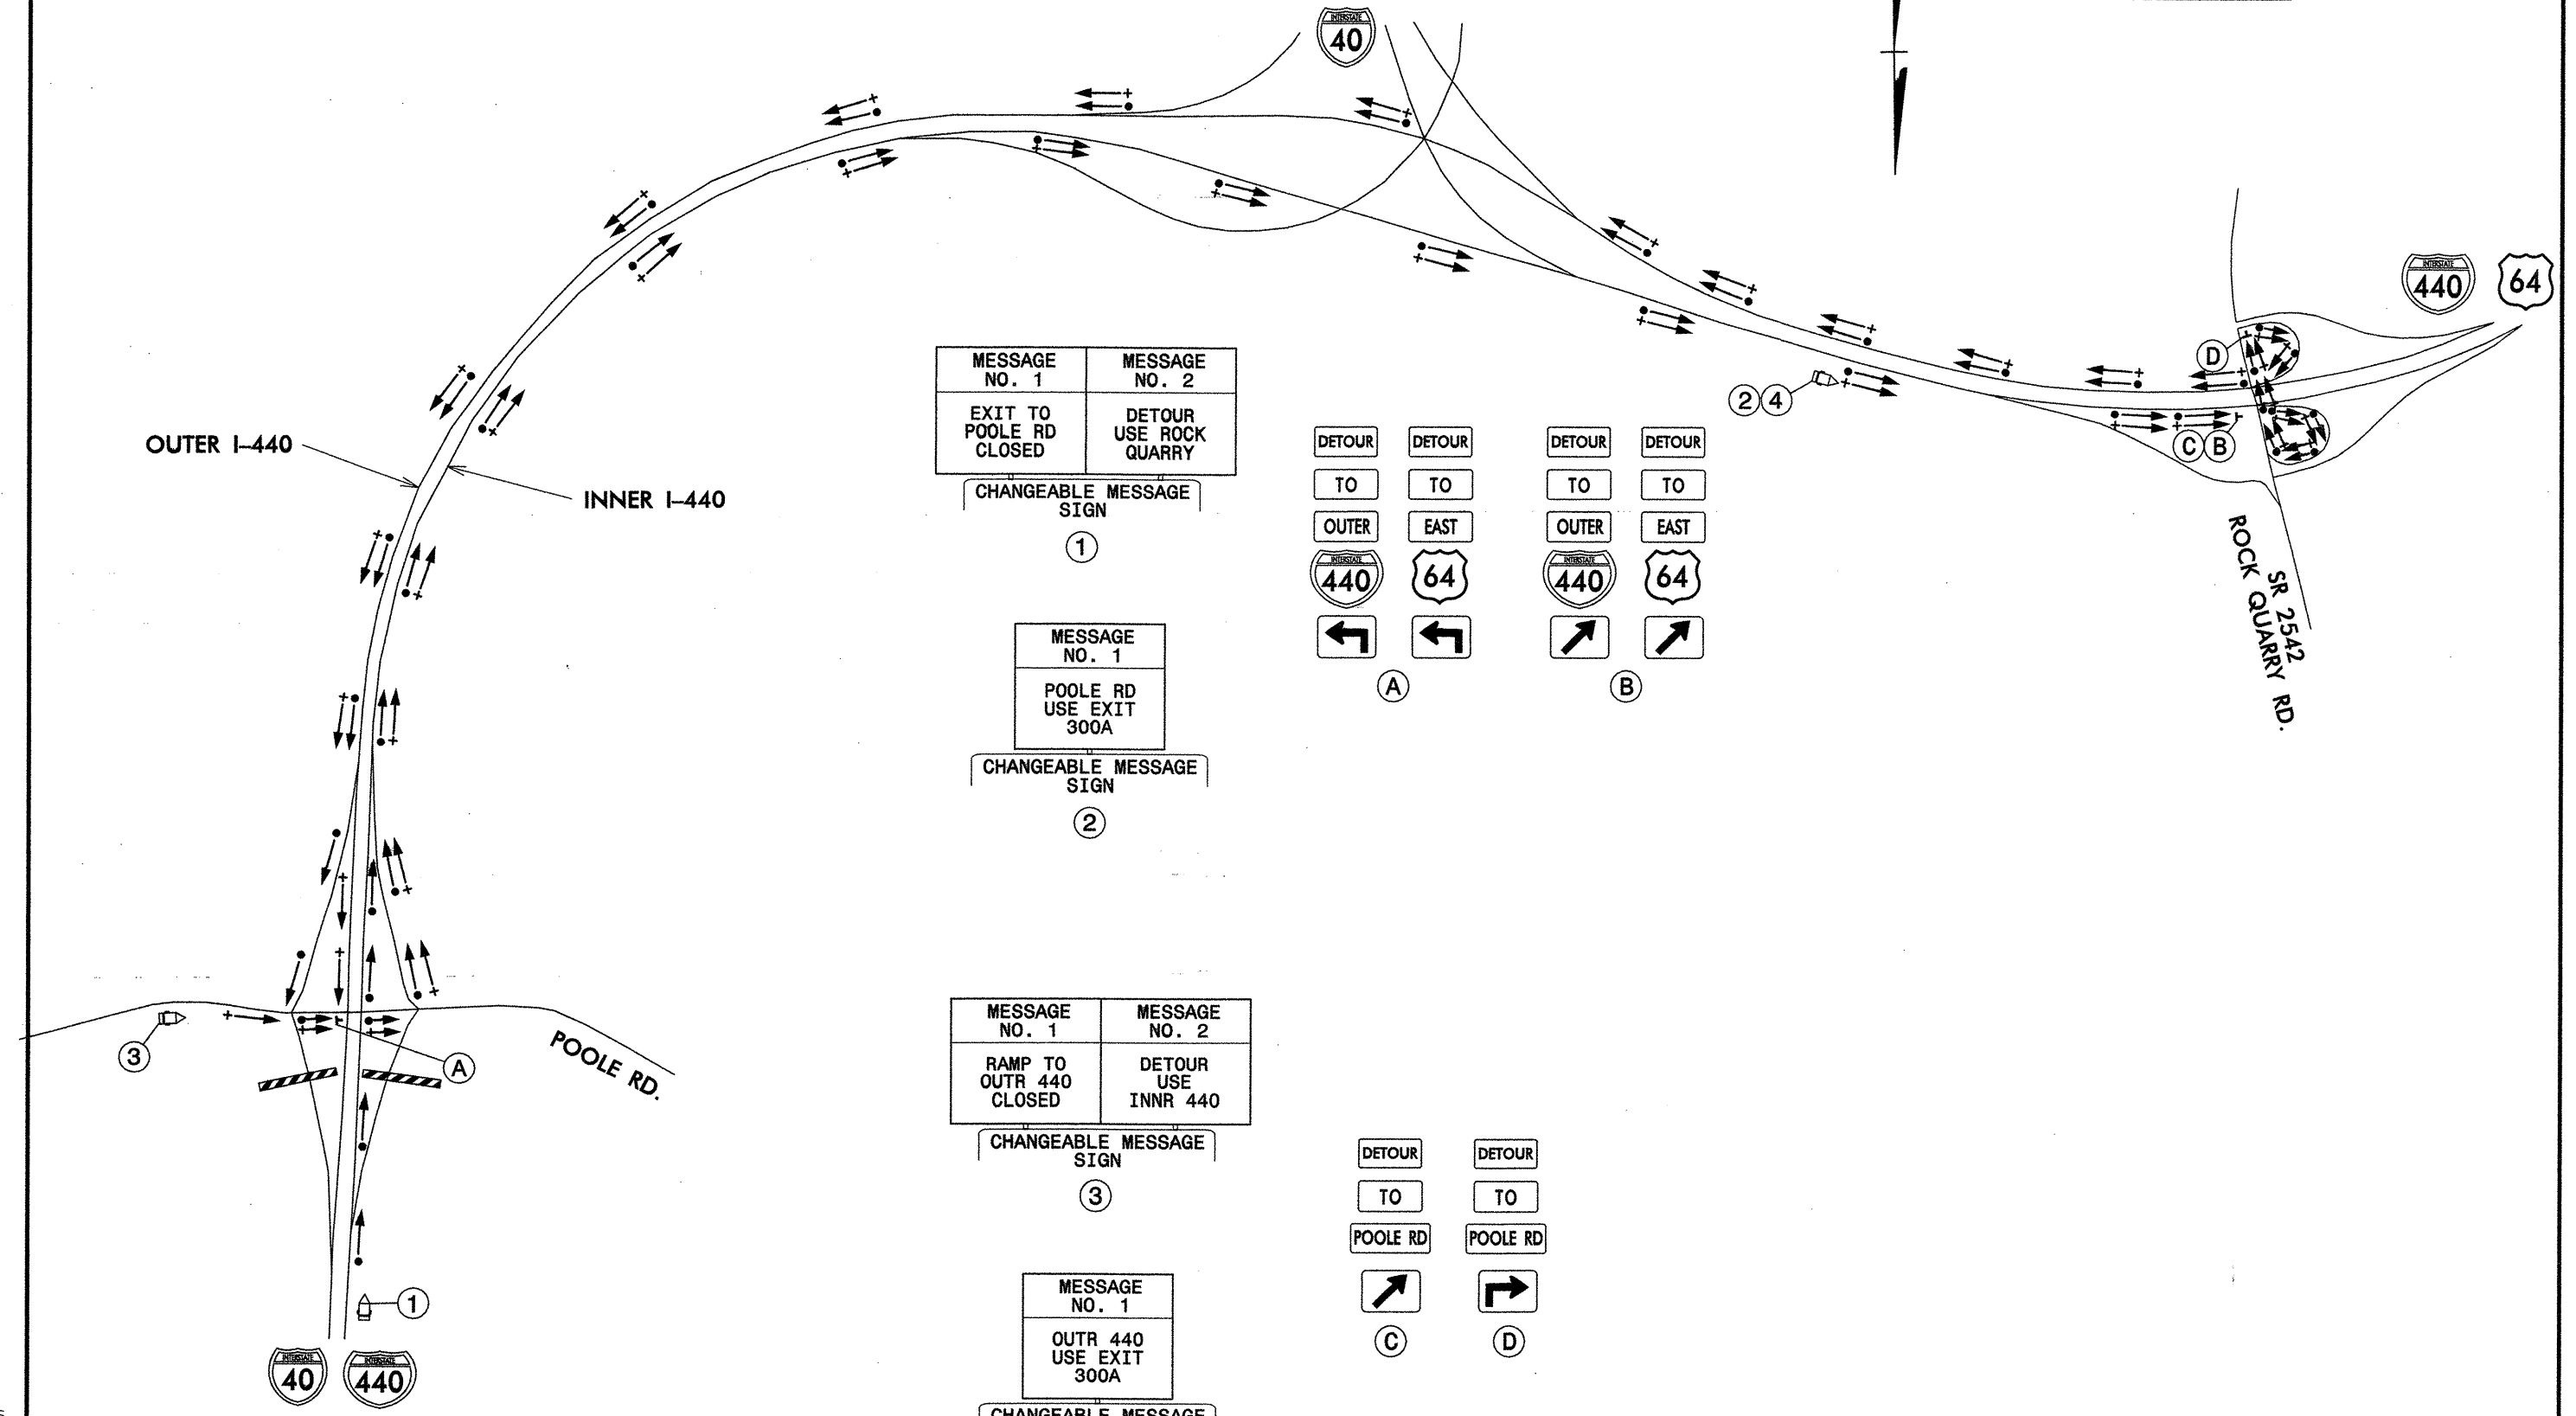 INTERSTATE
40
INTERSTATE
440
64
D
2 4
C B
SR 2542
ROCK QUARRY RD.
OUTER I-440
INNER I-440
MESSAGE NO. 1
MESSAGE NO. 2
EXIT TO
POOLE RD
CLOSED
DETOUR
USE ROCK
QUARRY
CHANGEABLE MESSAGE
SIGN
1
DETOUR DETOUR
TO TO
OUTER EAST
INTERSTATE
440 64
A
DETOUR DETOUR
TO TO
OUTER EAST
INTERSTATE
440 64
B
MESSAGE
NO. 1
POOLE RD
USE EXIT
300A
CHANGEABLE MESSAGE
SIGN
2
3
A
POOLE RD.
MESSAGE NO. 1
MESSAGE NO. 2
RAMP TO
OUTR 440
CLOSED
DETOUR
USE
INNR 440
CHANGEABLE MESSAGE
SIGN
3
DETOUR
TO
POOLE RD
C
DETOUR
TO
POOLE RD
D
1
INTERSTATE
40
INTERSTATE
440
MESSAGE
NO. 1
OUTR 440
USE EXIT
300A
CHANGEABLE MESSAGE